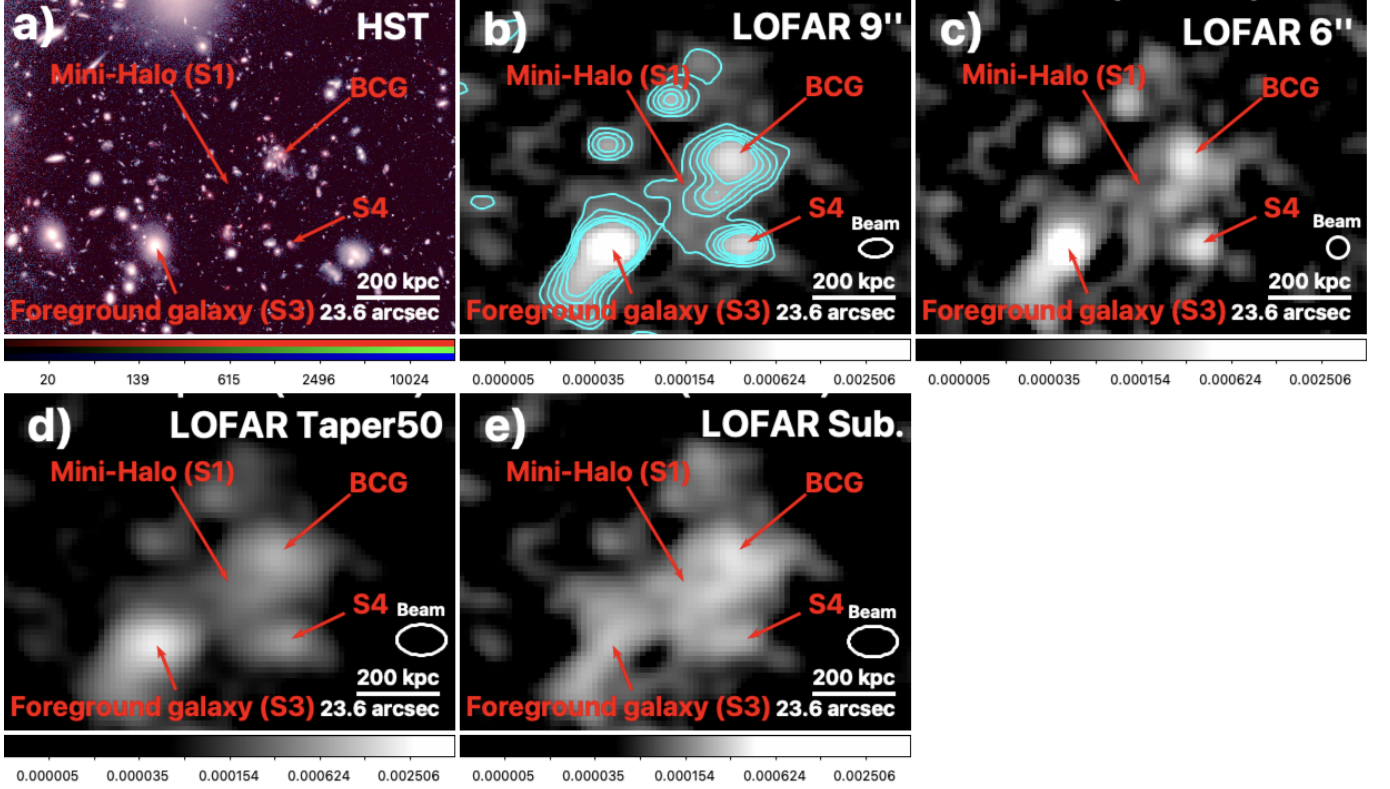 a)
HST
Mini-Halo (S1)
BCG
S4
200 kpc
Foreground galaxy (S3)
23.6 arcsec
20 139 615 2496 10024
b)
LOFAR 9''
Mini-Halo (S1)
BCG
S4
Beam
200 kpc
Foreground galaxy (S3)
23.6 arcsec
0.000005 0.000035 0.000154 0.000624 0.002506
c)
LOFAR 6''
Mini-Halo (S1)
BCG
S4
Beam
200 kpc
Foreground galaxy (S3)
23.6 arcsec
0.000005 0.000035 0.000154 0.000624 0.002506
d)
LOFAR Taper50
Mini-Halo (S1)
BCG
S4
Beam
200 kpc
Foreground galaxy (S3)
23.6 arcsec
0.000005 0.000035 0.000154 0.000624 0.002506
e)
LOFAR Sub.
Mini-Halo (S1)
BCG
S4
Beam
200 kpc
Foreground galaxy (S3)
23.6 arcsec
0.000005 0.000035 0.000154 0.000624 0.002506